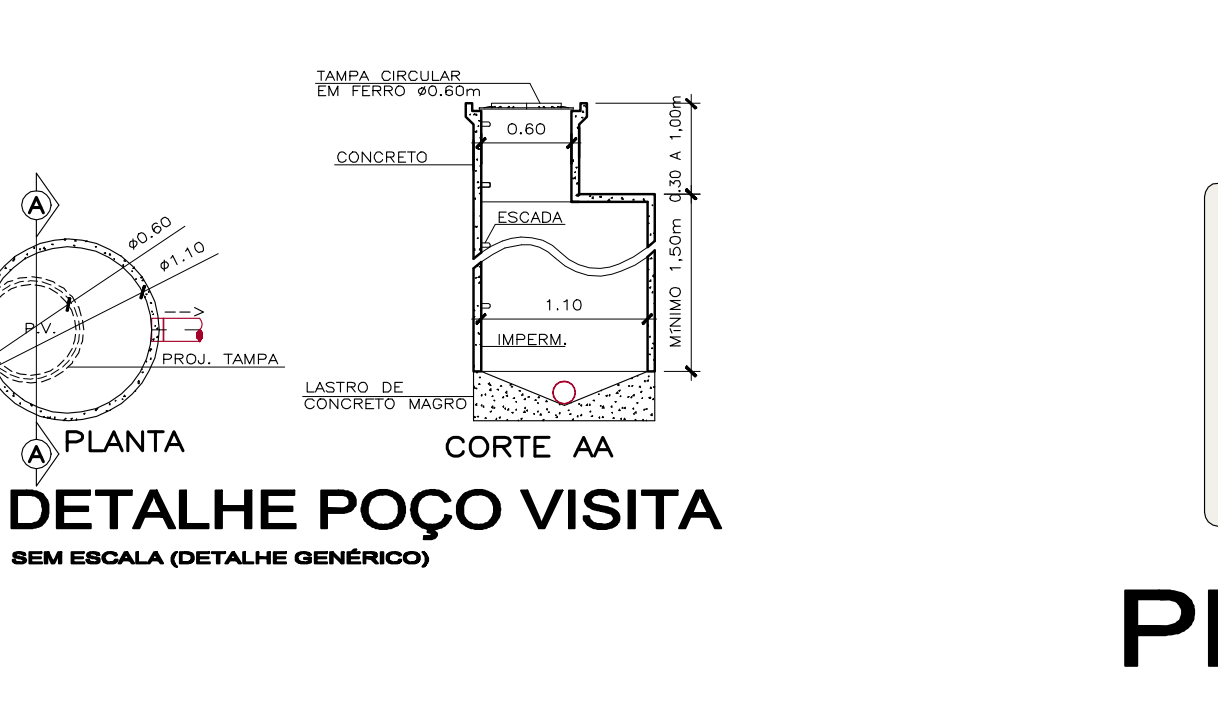 TAMPA CIRCULAR
EM FERRO ø0.60m
0.60
CONCRETO
0.30 A 1,00m
ESCADA
MÍNIMO 1,50m
1.10
IMPERM.
LASTRO DE
CONCRETO MAGRO
CORTE AA
A
ø0.60
ø1.10
P.V.
PROJ. TAMPA
A
PLANTA
DETALHE POÇO VISITA
SEM ESCALA (DETALHE GENÉRICO)